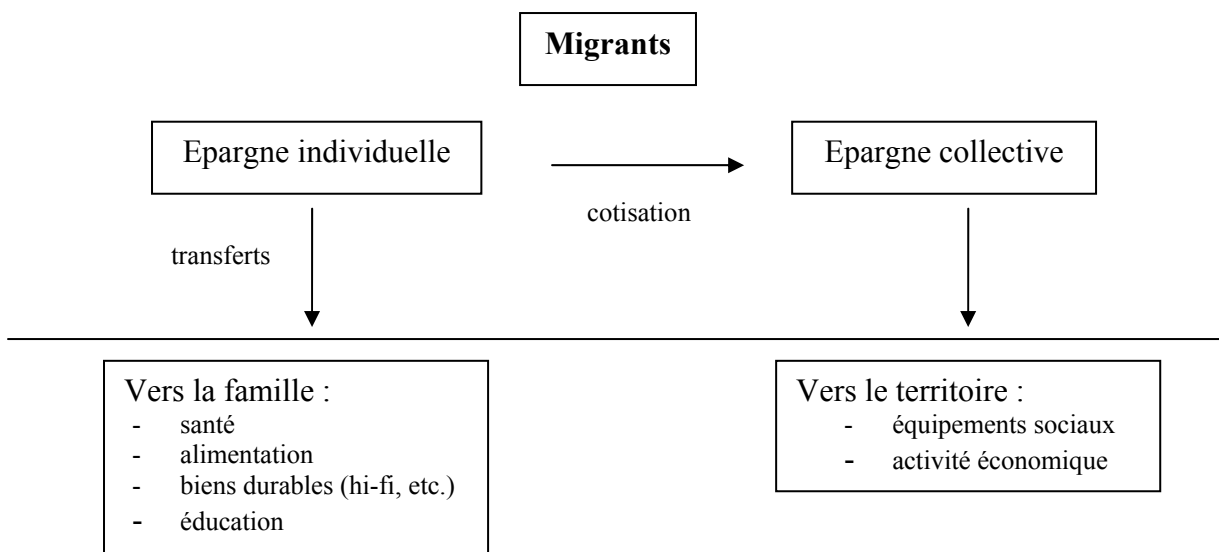 Migrants
Epargne individuelle
Epargne collective
cotisation
transferts
Vers la famille :
- santé
- alimentation
- biens durables (hi-fi, etc.)
- éducation
Vers le territoire :
- équipements sociaux
- activité économique